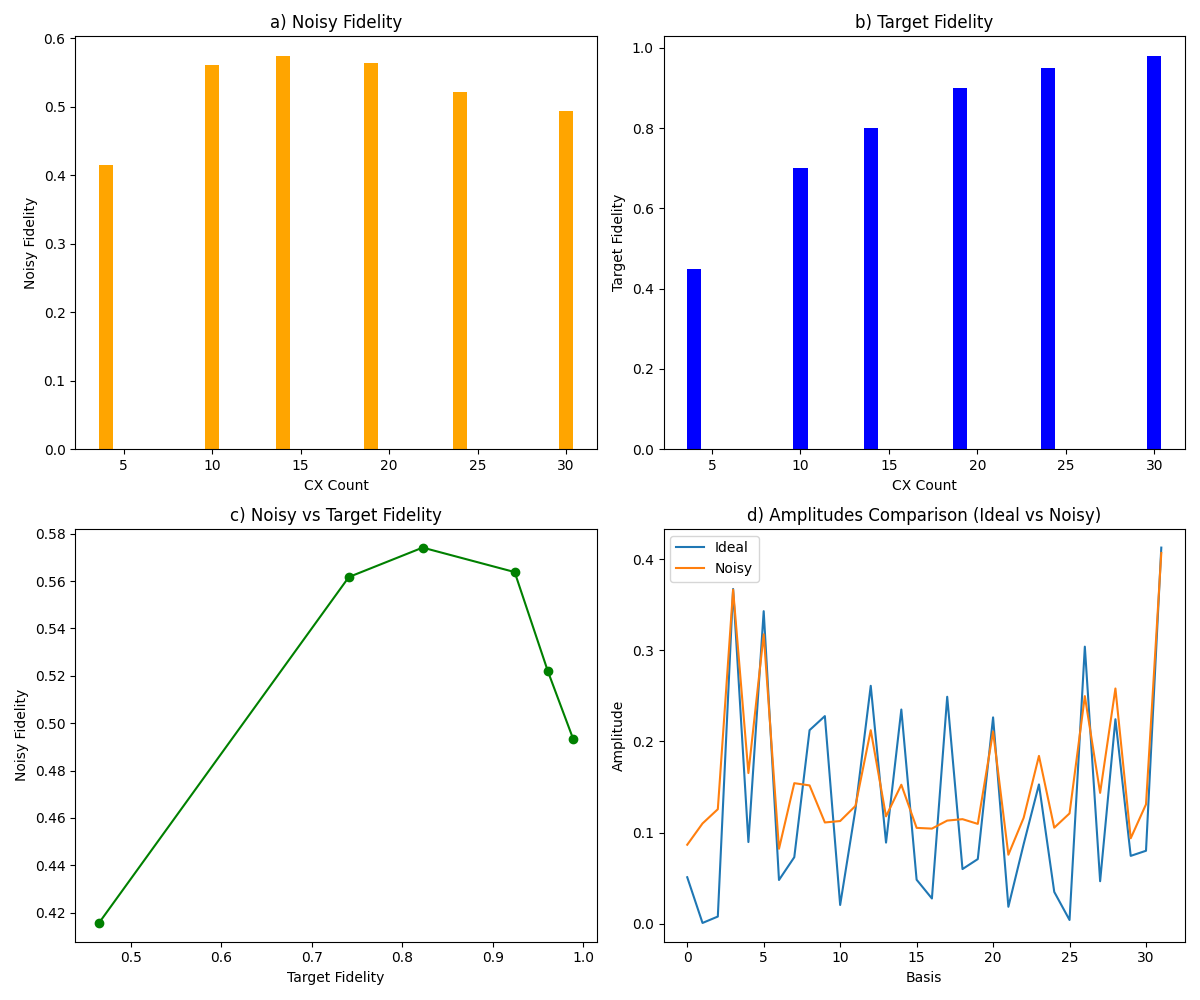 a) Noisy Fidelity
Noisy Fidelity
0.6
0.5
0.4
0.3
0.2
0.1
0.0
5 10 15 20 25 30
CX Count
b) Target Fidelity
Target Fidelity
1.0
0.8
0.6
0.4
0.2
0.0
5 10 15 20 25 30
CX Count
c) Noisy vs Target Fidelity
Noisy Fidelity
0.58
0.56
0.54
0.52
0.50
0.48
0.46
0.44
0.42
0.5 0.6 0.7 0.8 0.9 1.0
Target Fidelity
d) Amplitudes Comparison (Ideal vs Noisy)
Ideal
Noisy
Amplitude
0.4
0.3
0.2
0.1
0.0
0 5 10 15 20 25 30
Basis